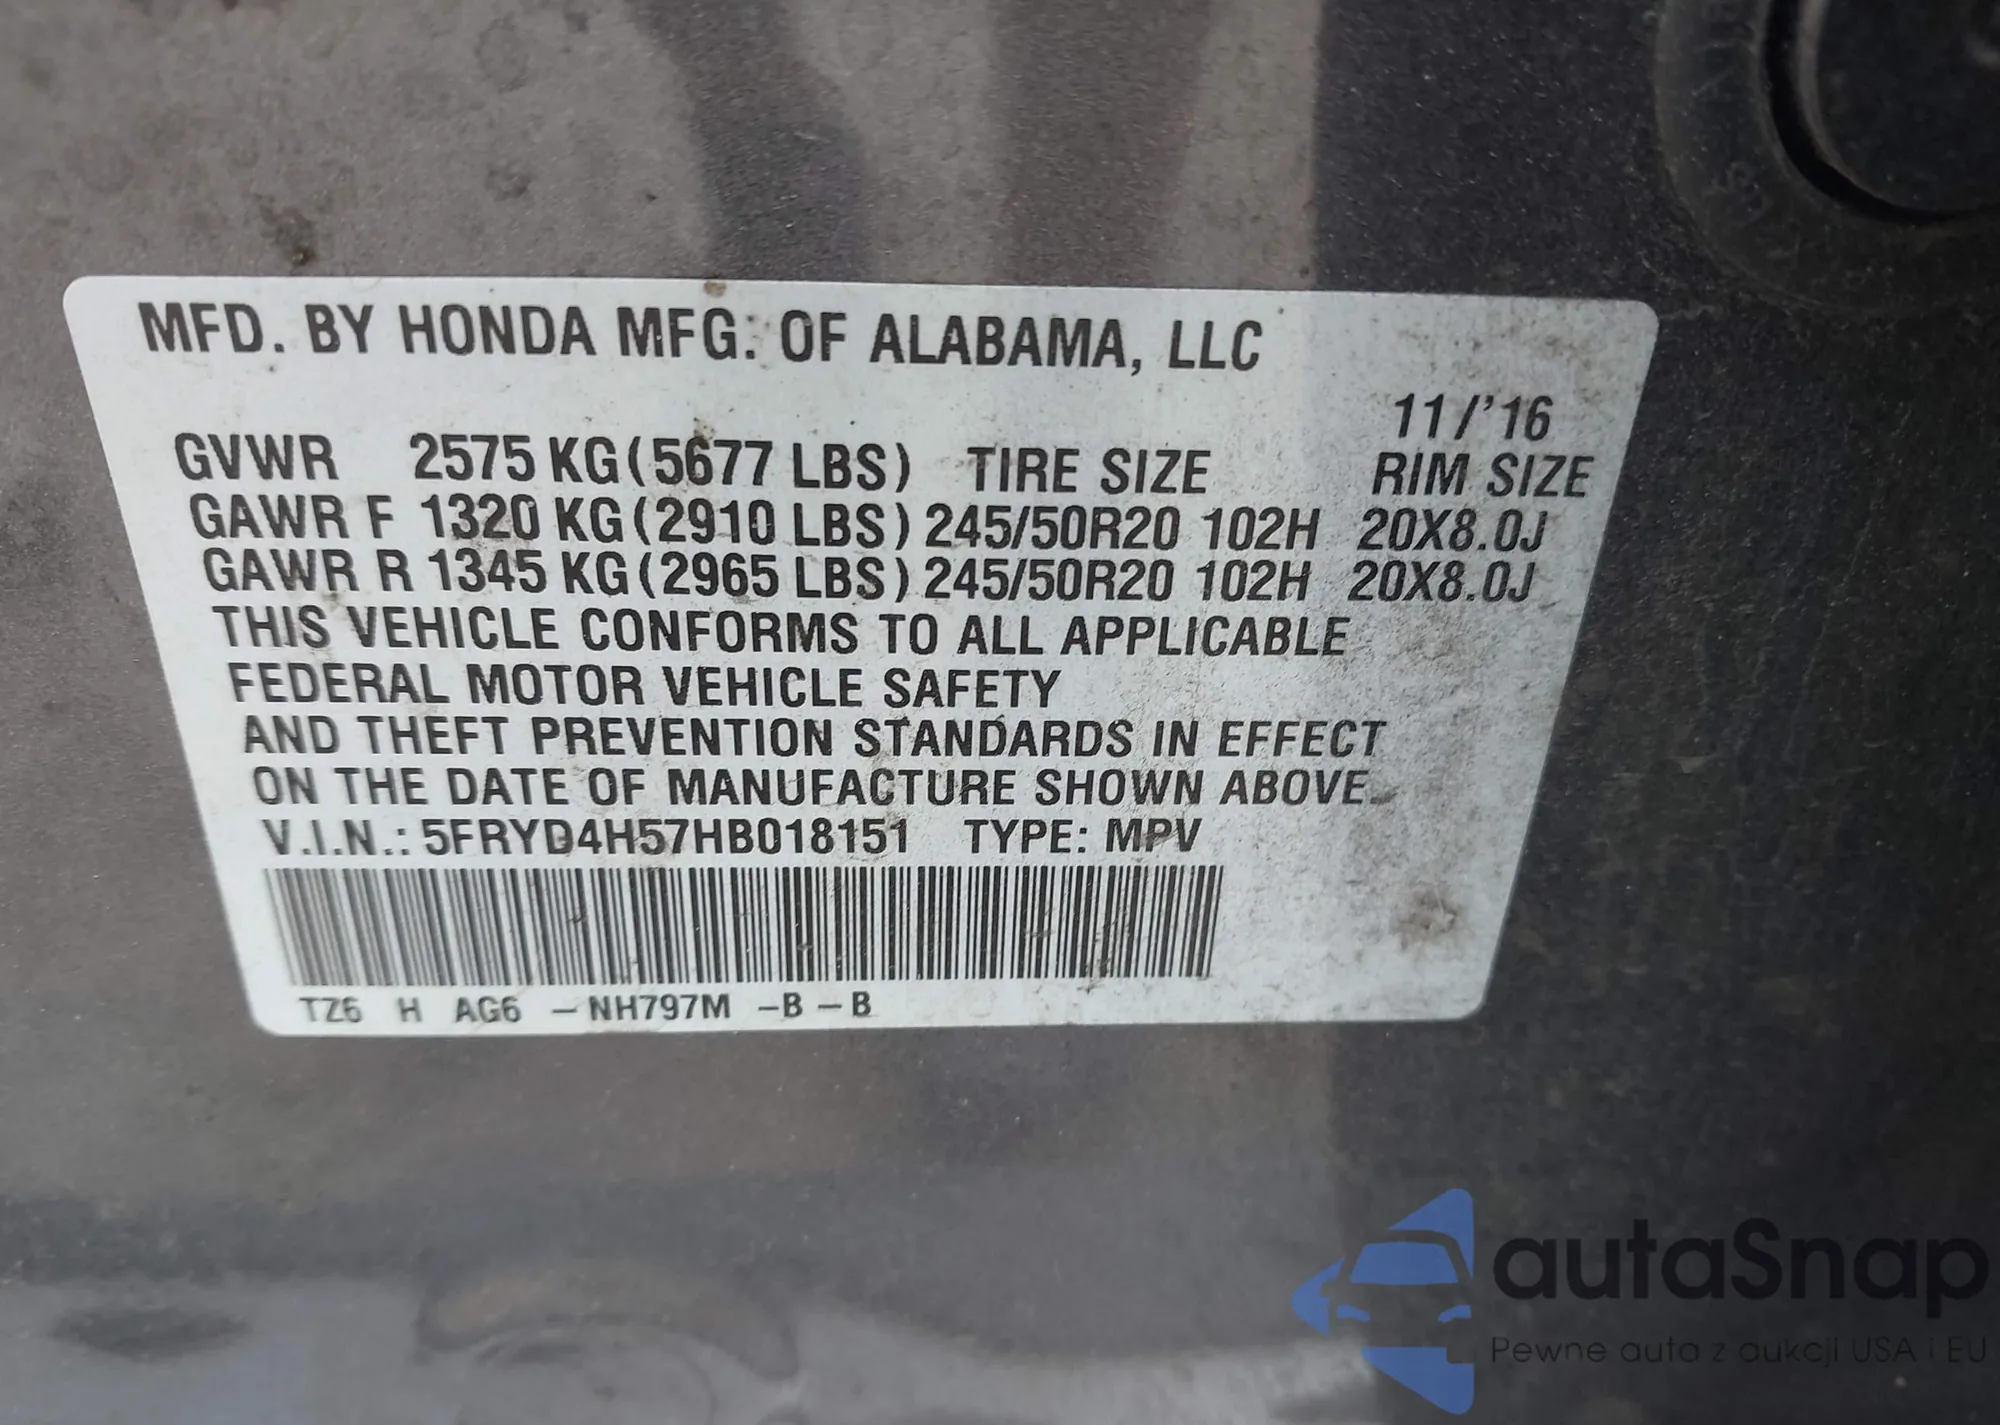 MFD. BY HONDA MFG. OF ALABAMA, LLC
11/'16
GVWR 2575 KG (5677 LBS) TIRE SIZE RIM SIZE
GAWR F 1320 KG (2910 LBS) 245/50R20 102H 20X8.0J
GAWR R 1345 KG (2965 LBS) 245/50R20 102H 20X8.0J
THIS VEHICLE CONFORMS TO ALL APPLICABLE
FEDERAL MOTOR VEHICLE SAFETY
AND THEFT PREVENTION STANDARDS IN EFFECT
ON THE DATE OF MANUFACTURE SHOWN ABOVE.
V.I.N.: 5FRYD4H57HB018151 TYPE: MPV
TZ6 H AG6 – NH797M –B – B
autaSnap
Pewne auta z aukcji USA i EU